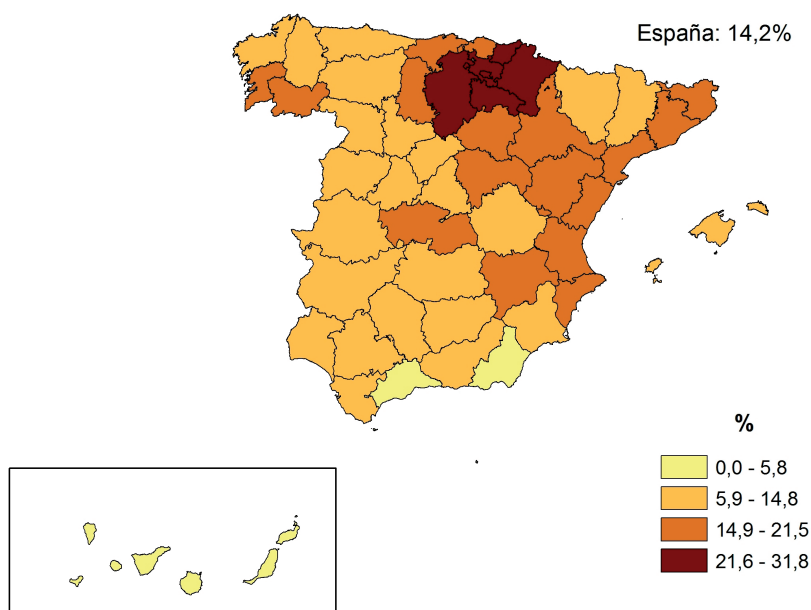 España: 14,2%
%
0,0 - 5,8
5,9 - 14,8
14,9 - 21,5
21,6 - 31,8